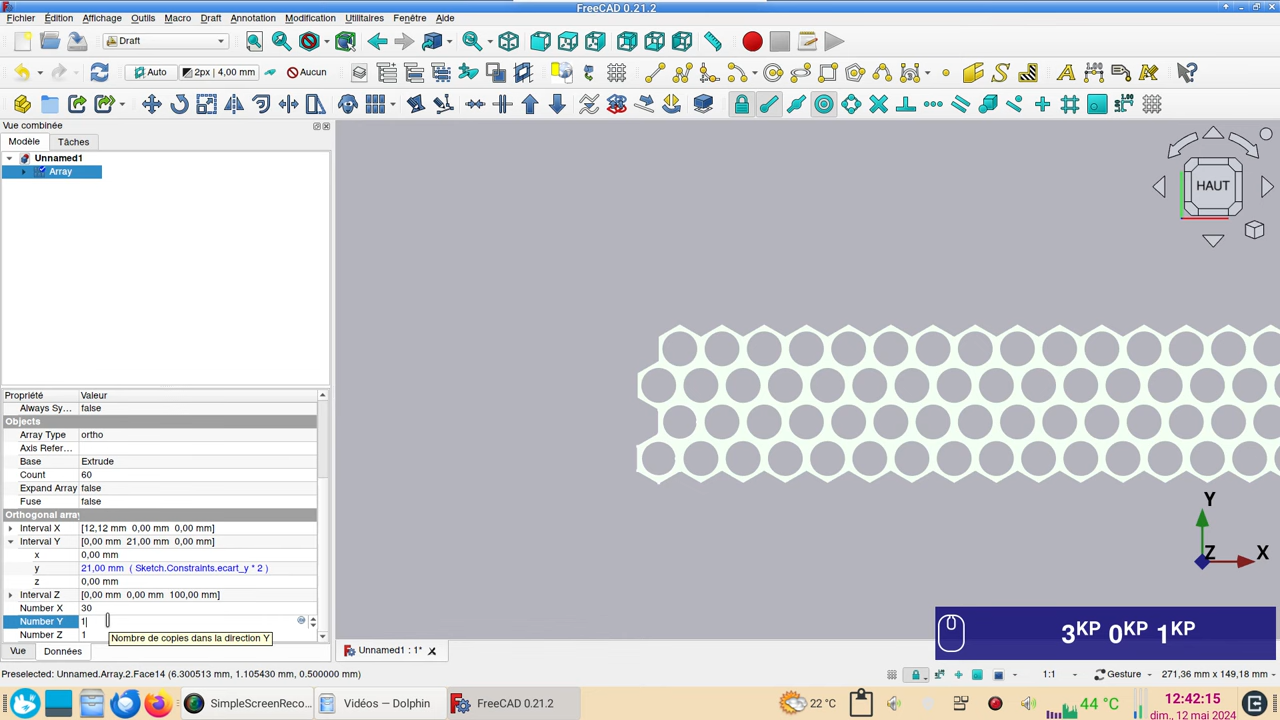 FreeCAD 0.21.2
Fichier Édition Affichage Outils Macro Draft Annotation Modification Utilitaires Fenêtre Aide
Draft
Auto 2px | 4,00 mm Aucun
Vue combinée
Modèle Tâches
Unnamed1
Array
HAUT
Propriété Valeur
Always Sy... false
Objects
Array Type ortho
Axis Refer...
Base Extrude
Count 60
Expand Array false
Fuse false
Orthogonal array
Interval X [12,12 mm 0,00 mm 0,00 mm]
Interval Y [0,00 mm 21,00 mm 0,00 mm]
x 0,00 mm
y 21,00 mm ( Sketch.Constraints.ecart_y * 2 )
z 0,00 mm
Interval Z [0,00 mm 0,00 mm 100,00 mm]
Number X 30
Number Y 1
Number Z 1
Nombre de copies dans la direction Y
Y
Z X
3KP 0KP 1KP
Vue Données
Unnamed1 : 1*
Preselected: Unnamed.Array.2.Face14 (6.300513 mm, 1.105430 mm, 0.500000 mm)
1:1 Gesture 271,36 mm x 149,18 mm
SimpleScreenReco... Vidéos — Dolphin FreeCAD 0.21.2
22 °C 44 °C
12:42:15
dim., 12 mai 2024